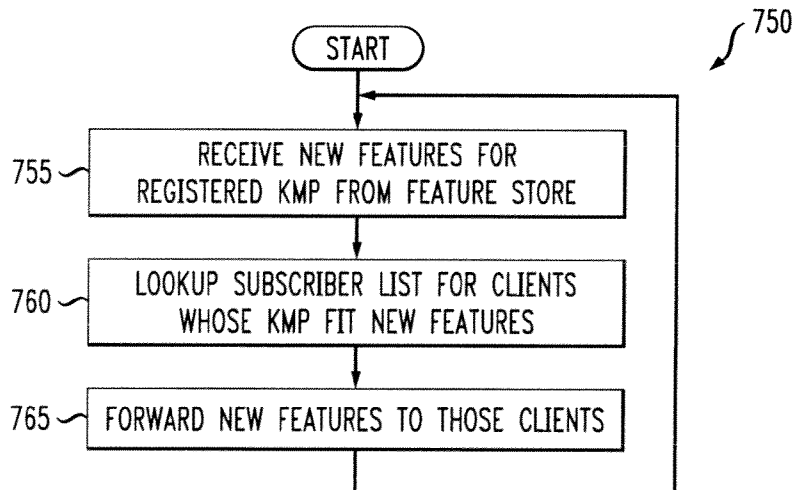 750
START
755
RECEIVE NEW FEATURES FOR
REGISTERED KMP FROM FEATURE STORE
760
LOOKUP SUBSCRIBER LIST FOR CLIENTS
WHOSE KMP FIT NEW FEATURES
765
FORWARD NEW FEATURES TO THOSE CLIENTS